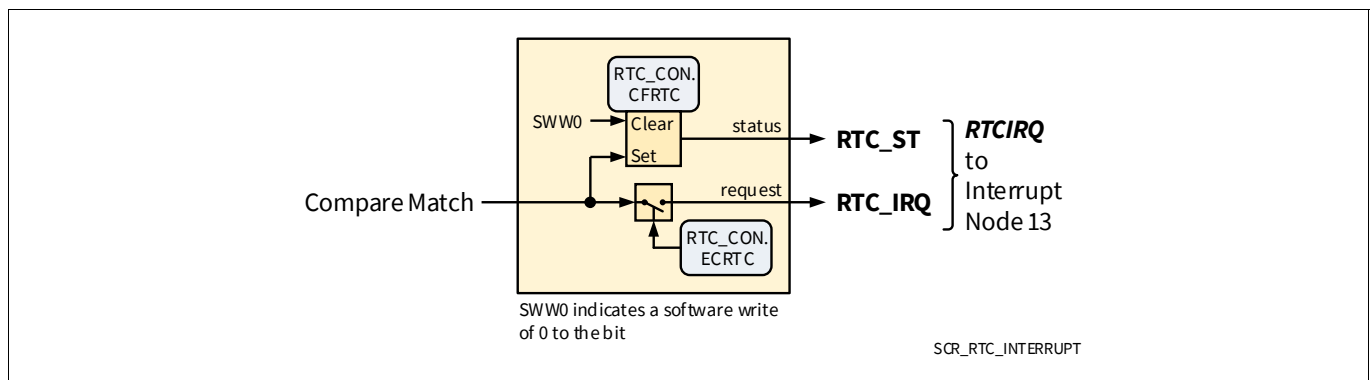 RTC_CON.
CFRTC
SWW0
Clear
status
RTC_ST
Set
Compare Match
request
RTC_IRQ
RTC_CON.
ECRTC
RTCIRQ
to
Interrupt
Node 13
SWW0 indicates a software write
of 0 to the bit
SCR_RTC_INTERRUPT